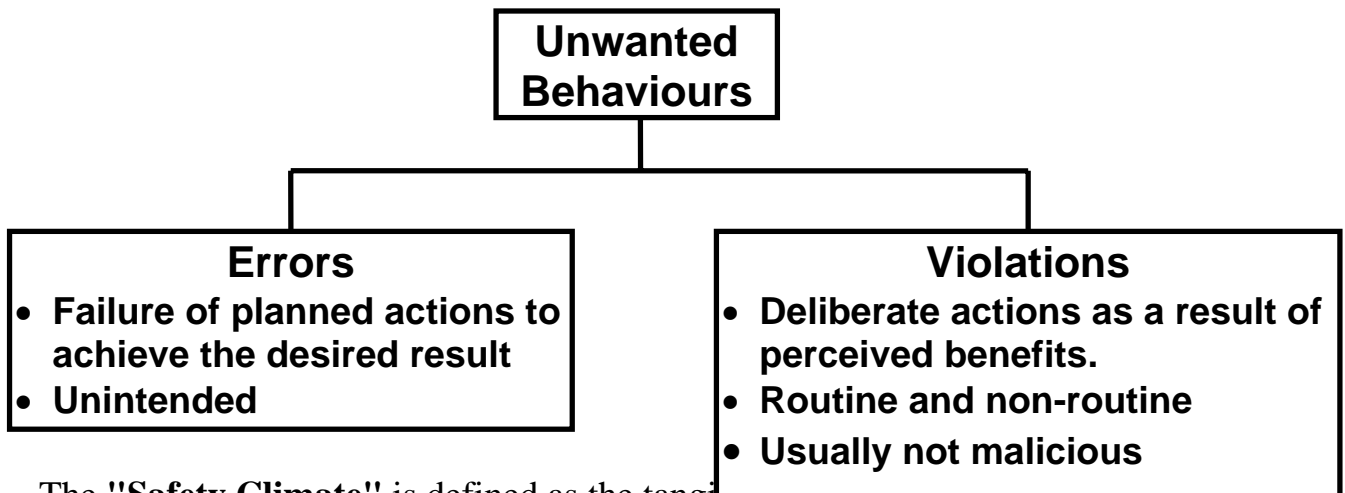 Unwanted
Behaviours
Errors
• Failure of planned actions to
achieve the desired result
• Unintended
Violations
• Deliberate actions as a result of
perceived benefits.
• Routine and non-routine
• Usually not malicious
The "Safety Climate" is defined as the